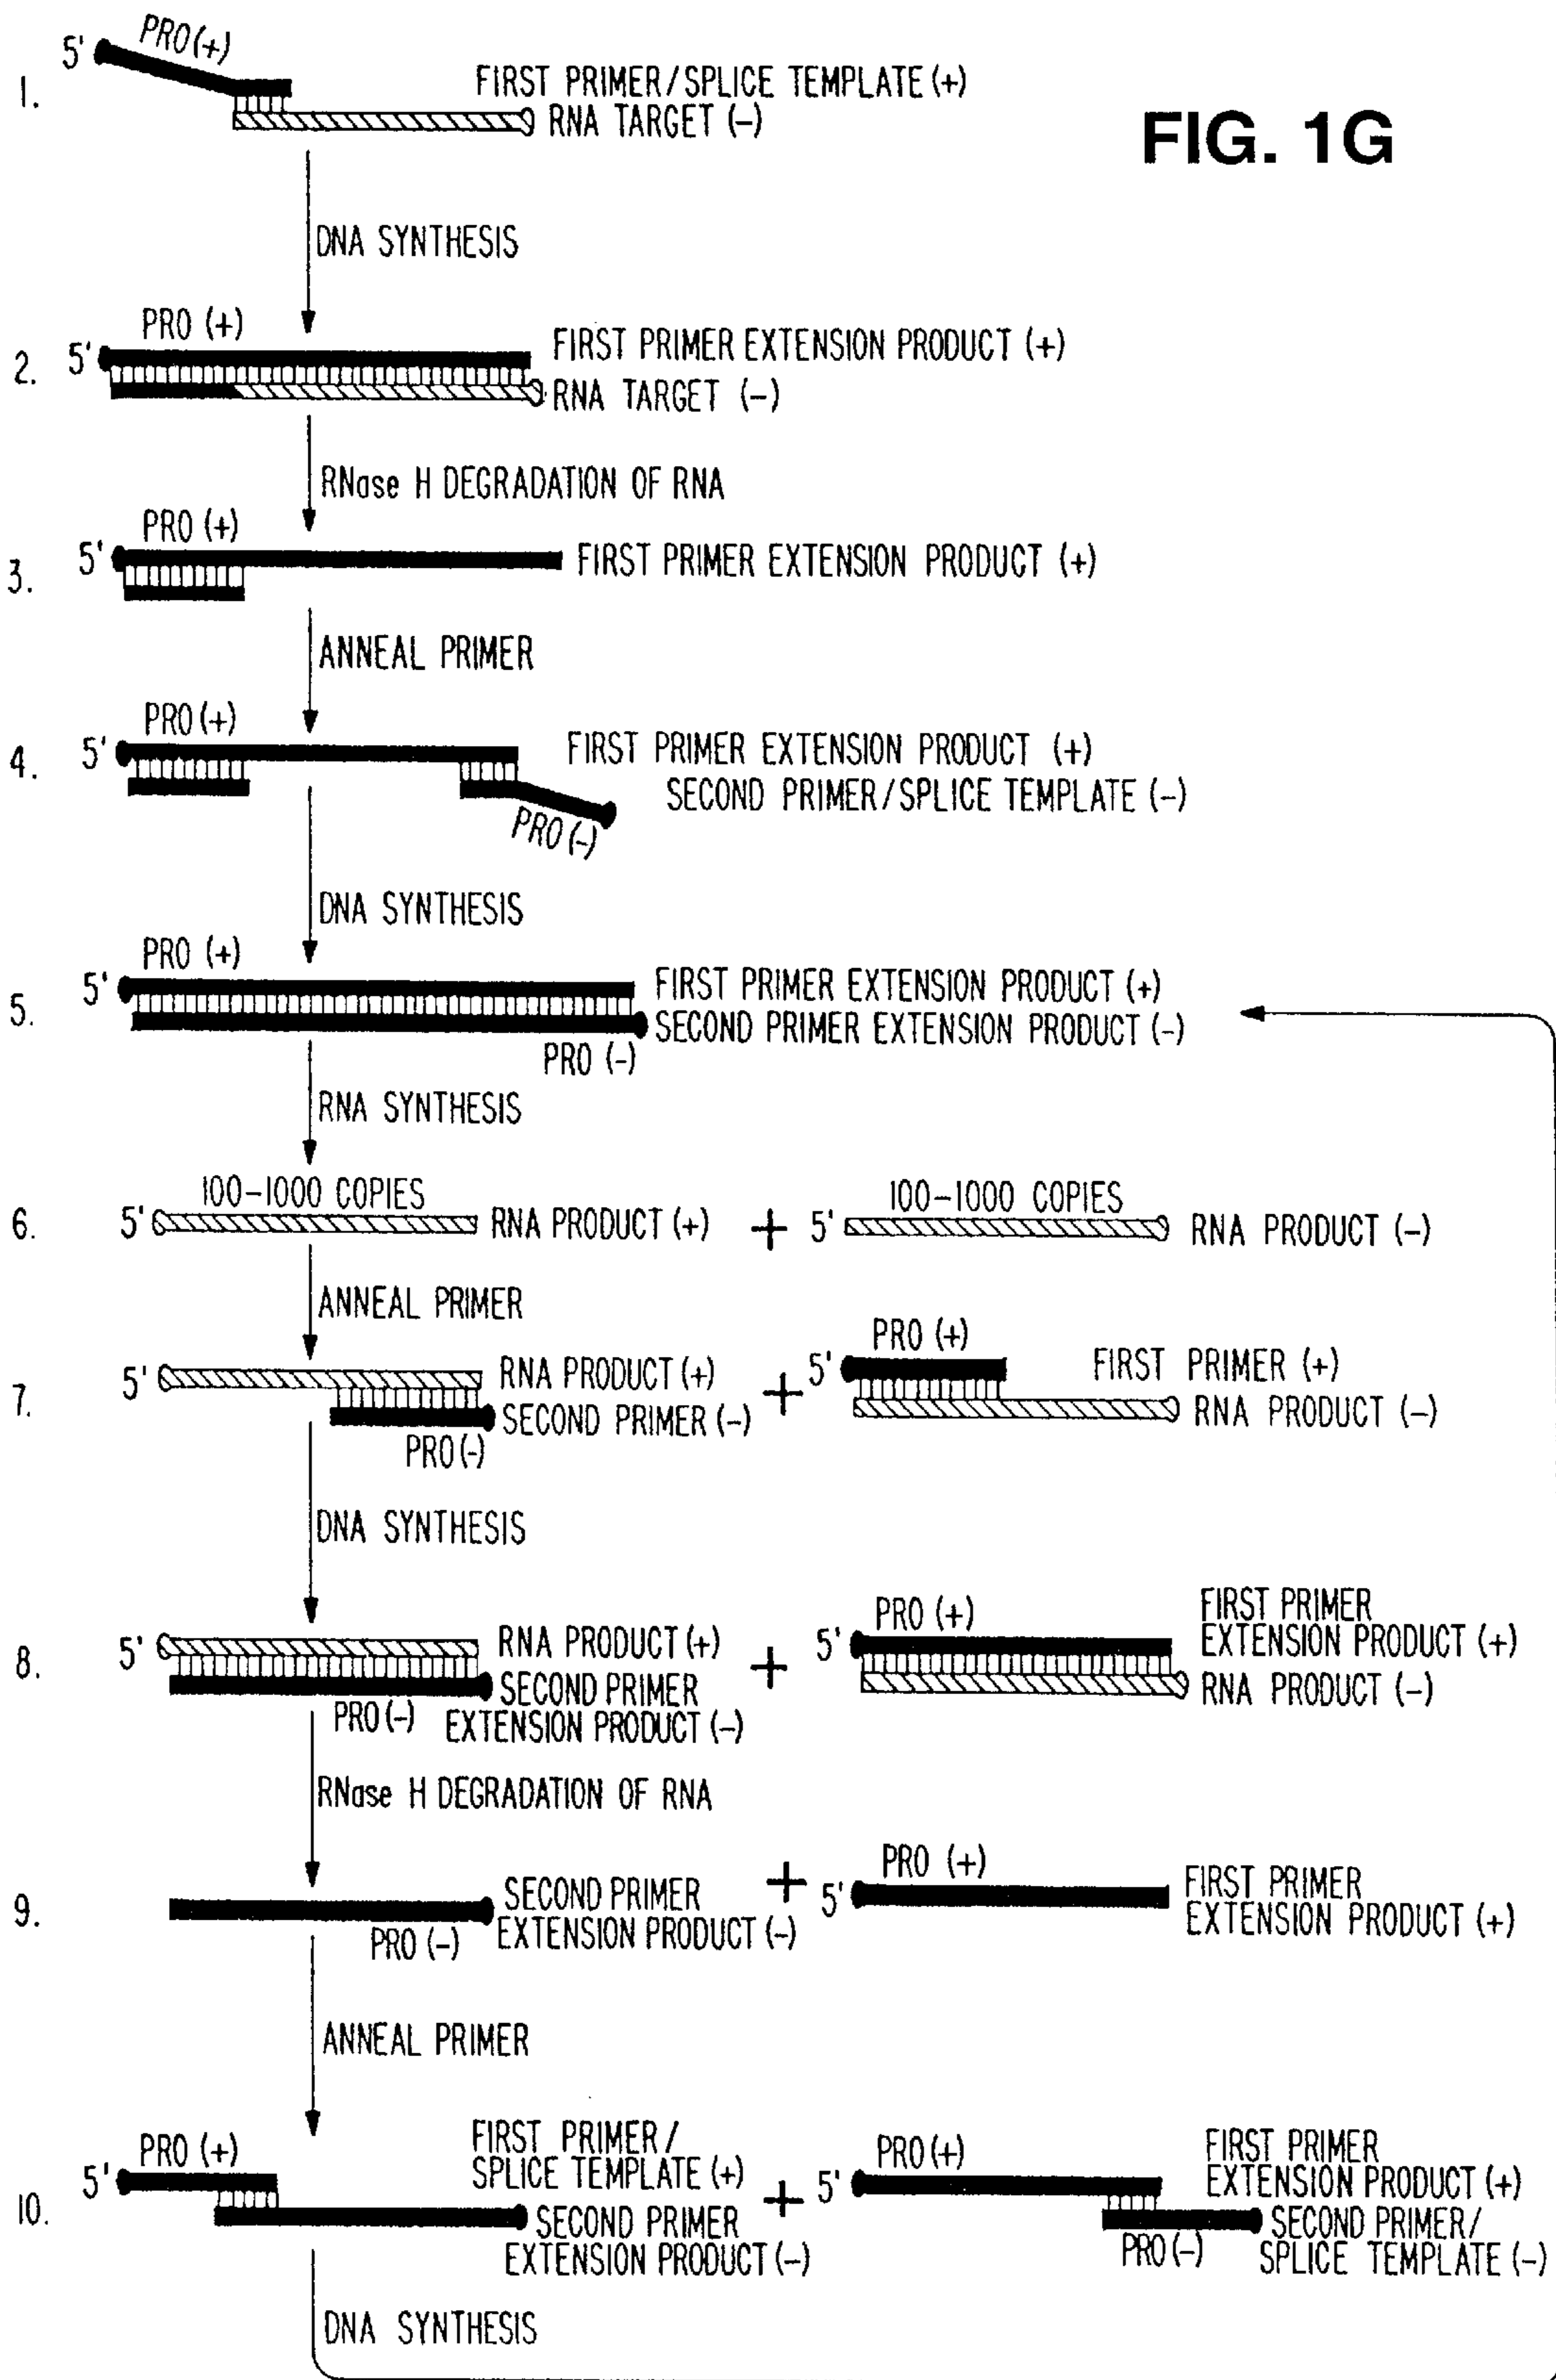 FIG. 1G
1.
5'
PRO(+)
FIRST PRIMER/SPLICE TEMPLATE (+)
RNA TARGET (-)
DNA SYNTHESIS
2.
5'
PRO (+)
FIRST PRIMER EXTENSION PRODUCT (+)
RNA TARGET (-)
RNase H DEGRADATION OF RNA
3.
5'
PRO (+)
FIRST PRIMER EXTENSION PRODUCT (+)
ANNEAL PRIMER
4.
5'
PRO (+)
FIRST PRIMER EXTENSION PRODUCT (+)
SECOND PRIMER/SPLICE TEMPLATE (-)
PRO (-)
DNA SYNTHESIS
5.
5'
PRO (+)
FIRST PRIMER EXTENSION PRODUCT (+)
SECOND PRIMER EXTENSION PRODUCT (-)
PRO (-)
RNA SYNTHESIS
6.
100-1000 COPIES
5'
RNA PRODUCT (+)
+
100-1000 COPIES
5'
RNA PRODUCT (-)
ANNEAL PRIMER
7.
5'
RNA PRODUCT (+)
SECOND PRIMER (-)
PRO (-)
+
PRO (+)
5'
FIRST PRIMER (+)
RNA PRODUCT (-)
DNA SYNTHESIS
8.
5'
RNA PRODUCT (+)
SECOND PRIMER
EXTENSION PRODUCT (-)
PRO (-)
+
PRO (+)
5'
FIRST PRIMER
EXTENSION PRODUCT (+)
RNA PRODUCT (-)
RNase H DEGRADATION OF RNA
9.
SECOND PRIMER
EXTENSION PRODUCT (-)
PRO (-)
+
PRO (+)
5'
FIRST PRIMER
EXTENSION PRODUCT (+)
ANNEAL PRIMER
10.
PRO (+)
5'
FIRST PRIMER/
SPLICE TEMPLATE (+)
SECOND PRIMER
EXTENSION PRODUCT (-)
+
PRO (+)
5'
FIRST PRIMER
EXTENSION PRODUCT (+)
SECOND PRIMER/
SPLICE TEMPLATE (-)
PRO (-)
DNA SYNTHESIS